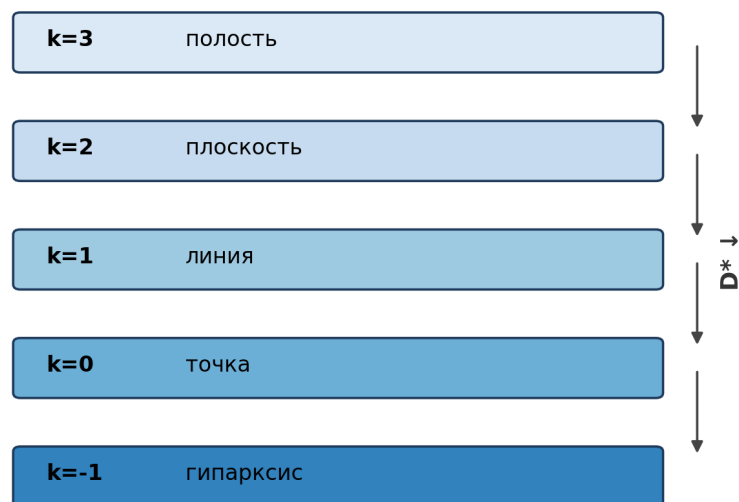 k=3 полость
k=2 плоскость
k=1 линия
k=0 точка
k=-1 гипарксис
D* →